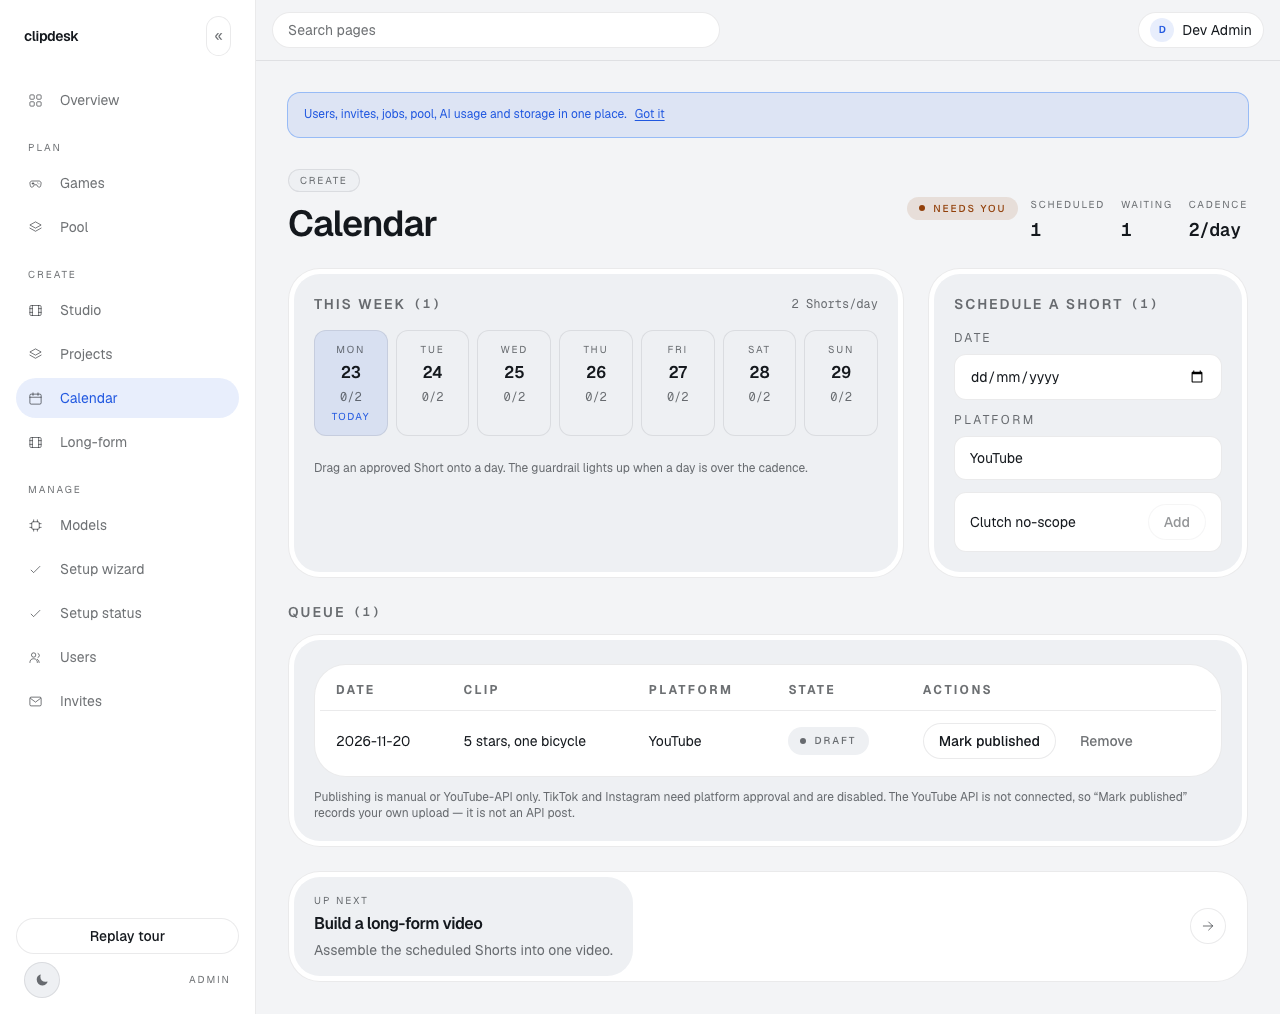 clipdesk
«
Search pages
D
Dev Admin
Overview
PLAN
Games
Pool
CREATE
Studio
Projects
Calendar
Long-form
MANAGE
Models
Setup wizard
Setup status
Users
Invites
Replay tour
ADMIN
Users, invites, jobs, pool, AI usage and storage in one place. Got it
CREATE
Calendar
NEEDS YOU
SCHEDULED
1
WAITING
1
CADENCE
2/day
THIS WEEK (1)
2 Shorts/day
MON
23
0/2
TODAY
TUE
24
0/2
WED
25
0/2
THU
26
0/2
FRI
27
0/2
SAT
28
0/2
SUN
29
0/2
Drag an approved Short onto a day. The guardrail lights up when a day is over the cadence.
SCHEDULE A SHORT (1)
DATE
dd/mm/yyyy
PLATFORM
YouTube
Clutch no-scope
Add
QUEUE (1)
DATE CLIP PLATFORM STATE ACTIONS
2026-11-20 5 stars, one bicycle YouTube DRAFT Mark published Remove
Publishing is manual or YouTube-API only. TikTok and Instagram need platform approval and are disabled. The YouTube API is not connected, so “Mark published”
records your own upload — it is not an API post.
UP NEXT
Build a long-form video
Assemble the scheduled Shorts into one video.